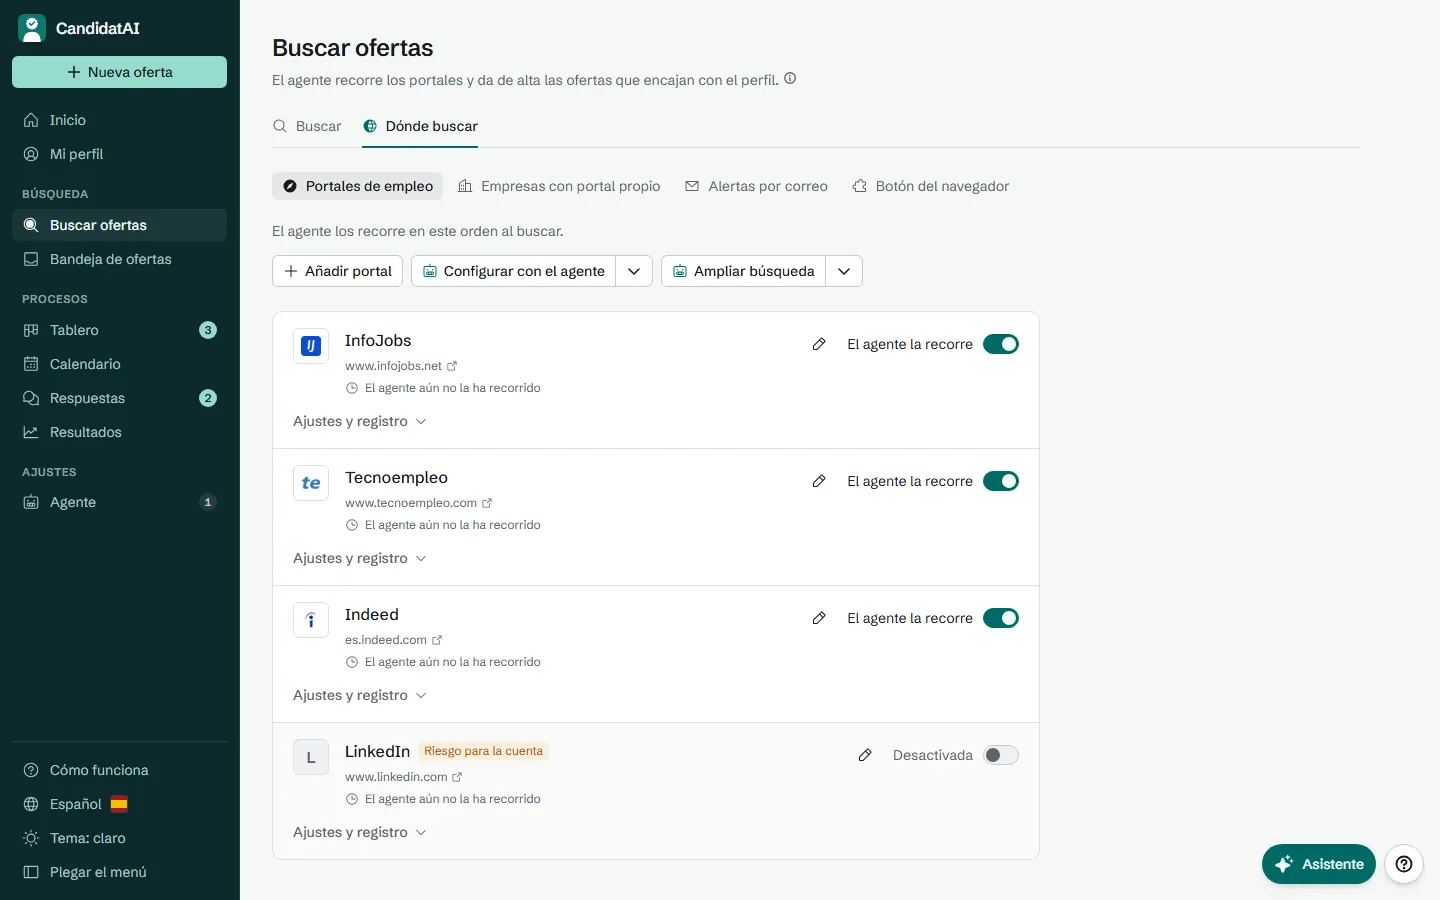 CandidatAI
Nueva oferta
Inicio
Mi perfil
BÚSQUEDA
Buscar ofertas
Bandeja de ofertas
PROCESOS
Tablero 3
Calendario
Respuestas 2
Resultados
AJUSTES
Agente 1
Cómo funciona
Español
Tema: claro
Plegar el menú
Buscar ofertas
El agente recorre los portales y da de alta las ofertas que encajan con el perfil.
Buscar Dónde buscar
Portales de empleo Empresas con portal propio Alertas por correo Botón del navegador
El agente los recorre en este orden al buscar.
Añadir portal Configurar con el agente Ampliar búsqueda
IJ
InfoJobs El agente la recorre
www.infojobs.net
El agente aún no la ha recorrido
Ajustes y registro
te
Tecnoempleo El agente la recorre
www.tecnoempleo.com
El agente aún no la ha recorrido
Ajustes y registro
i
Indeed El agente la recorre
es.indeed.com
El agente aún no la ha recorrido
Ajustes y registro
L
LinkedIn Riesgo para la cuenta Desactivada
www.linkedin.com
El agente aún no la ha recorrido
Ajustes y registro
Asistente